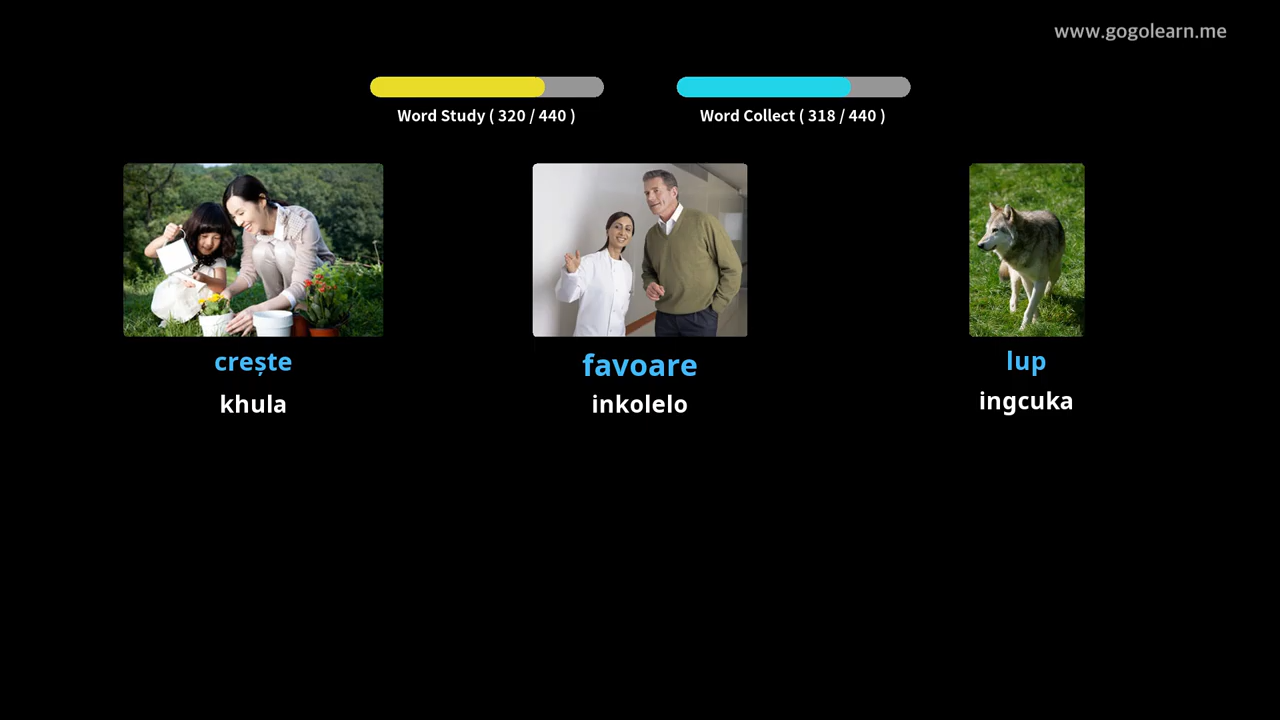 www.gogolearn.me
Word Study ( 320 / 440 )
Word Collect ( 318 / 440 )
crește
khula
favoare
inkolelo
lup
ingcuka